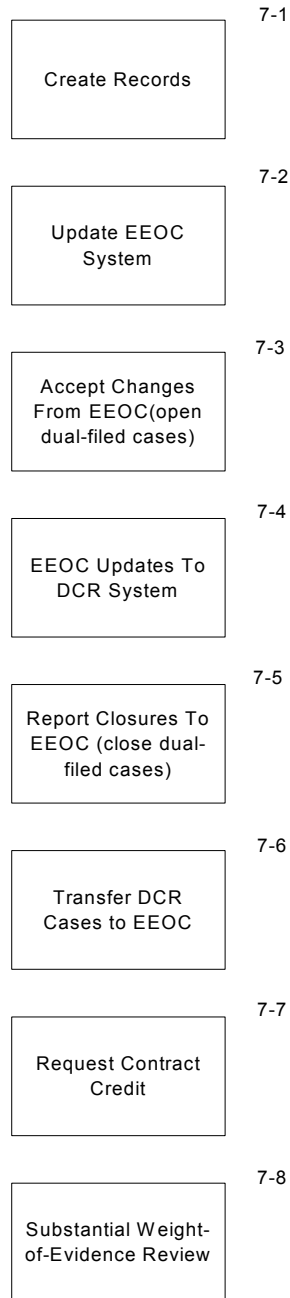 7-1
Create Records
7-2
Update EEOC
System
7-3
Accept Changes
From EEOC(open
dual-filed cases)
7-4
EEOC Updates To
DCR System
7-5
Report Closures To
EEOC (close dual-
filed cases)
7-6
Transfer DCR
Cases to EEOC
7-7
Request Contract
Credit
7-8
Substantial Weight-
of-Evidence Review